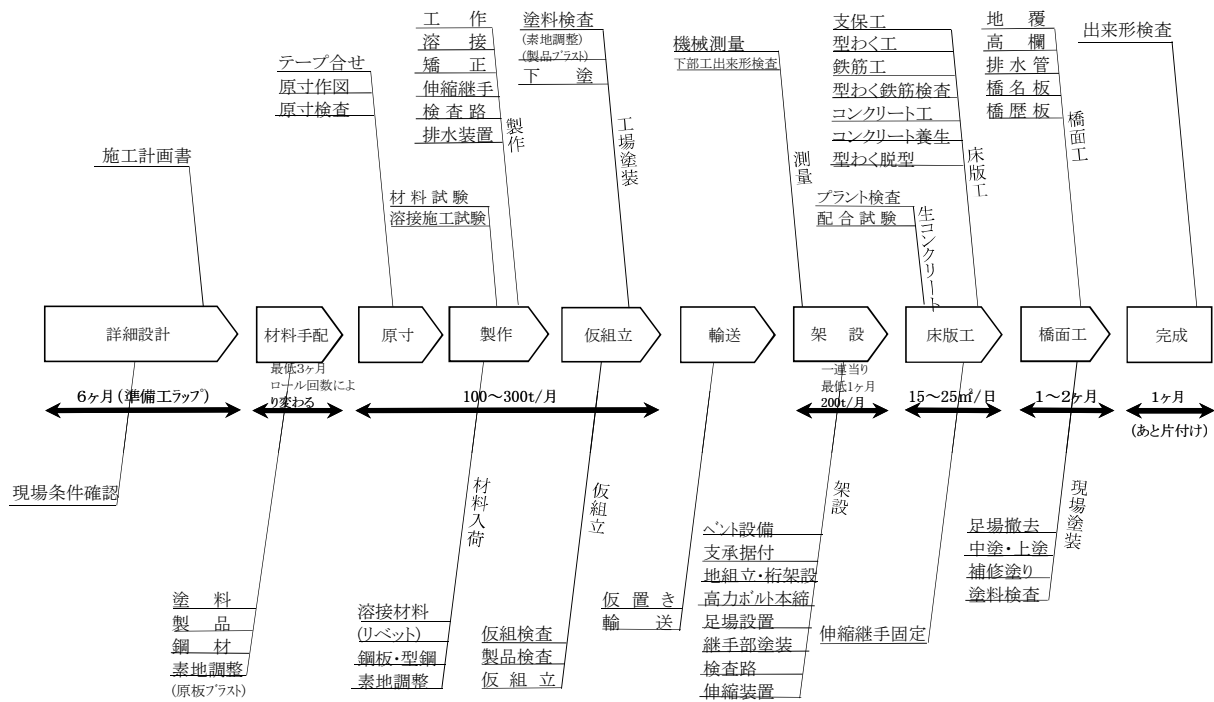 施工計画書
テープ合せ
原寸作図
原寸検査
工　作
溶　接
矯　正
伸縮継手
検 査 路
排水装置
製作
材 料 試 験
溶接施工試験
塗料検査
(素地調整)
(製品ブラスト)
下　塗
工場塗装
機械測量
下部工出来形検査
測量
支保工
型わく工
鉄筋工
型わく鉄筋検査
コンクリート工
コンクリート養生
型わく脱型
床版工
プラント検査
配 合 試 験
生コンクリート
地　覆
高　欄
排 水 管
橋 名 板
橋 歴 板
橋面工
出来形検査
詳細設計
材料手配
原寸
製作
仮組立
輸送
架　設
床版工
橋面工
完成
6ヶ月（準備工ラップ）
最低3ヶ月
ロール回数によ
り変わる
100～300t/月
一連当り
最低1ヶ月
200t/月
15～25㎡/日
1～2ヶ月
1ヶ月
(あと片付け)
現場条件確認
塗　料
製　品
鋼　材
素地調整
(原板ブラスト)
材料入荷
溶接材料
(リベット)
鋼板・型鋼
素地調整
仮組立
仮組検査
製品検査
仮 組 立
仮 置 き
輸　送
架設
ベント設備
支承据付
地組立・桁架設
高力ボルト本締
足場設置
継手部塗装
検査路
伸縮装置
伸縮継手固定
現場塗装
足場撤去
中塗・上塗
補修塗り
塗料検査